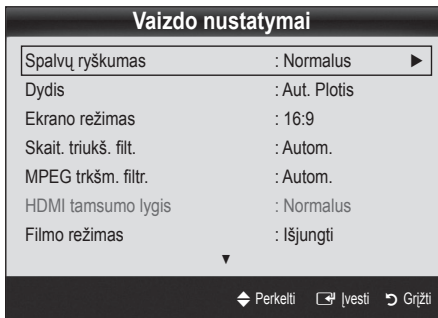 Vaizdo nustatymai
Spalvų ryškumas : Normalus ▶
Dydis : Aut. Plotis
Ekrano režimas : 16:9
Skait. triukš. filt. : Autom.
MPEG trkšm. filtr. : Autom.
HDMI tamsumo lygis : Normalus
Filmo režimas : Išjungti
▼
Perkelti Įvesti Grįžti